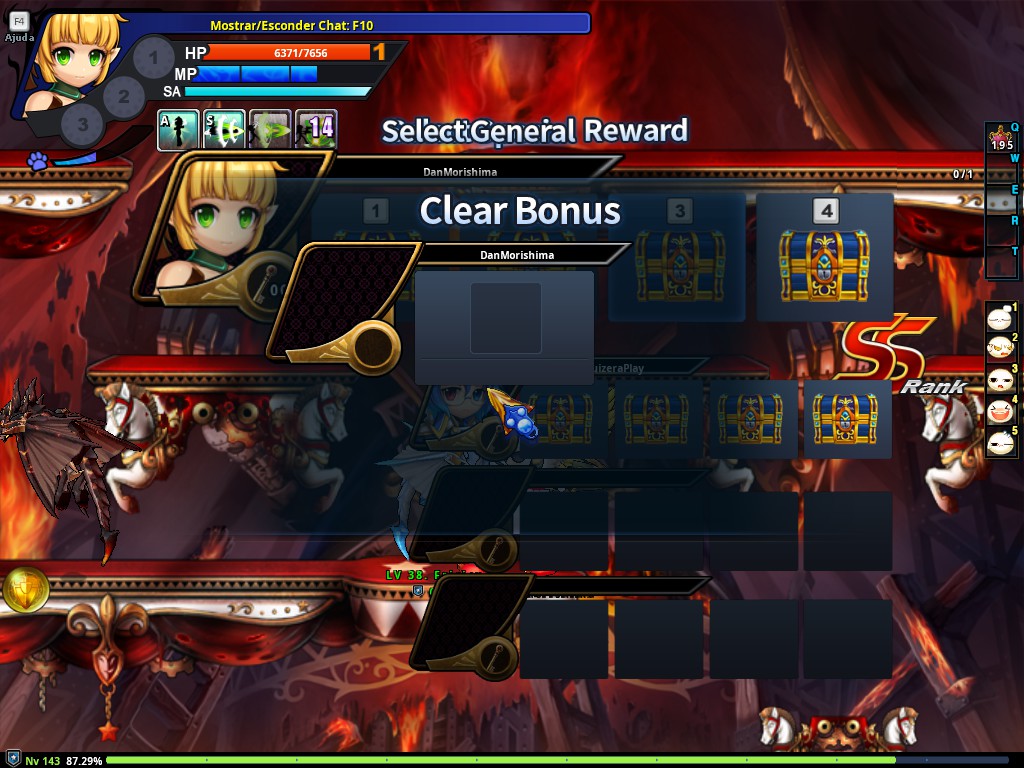 F4
Ajuda
Mostrar/Esconder Chat: F10
HP 6371/7656 1
MP
SA
1
2
3
A
S
14
Select General Reward
DanMorishima
0/1
Q
195
W
E
R
T
1
Clear Bonus
3
4
DanMorishima
SS
Rank
1
2
3
4
5
LV 38.
Nv 143 87.29%